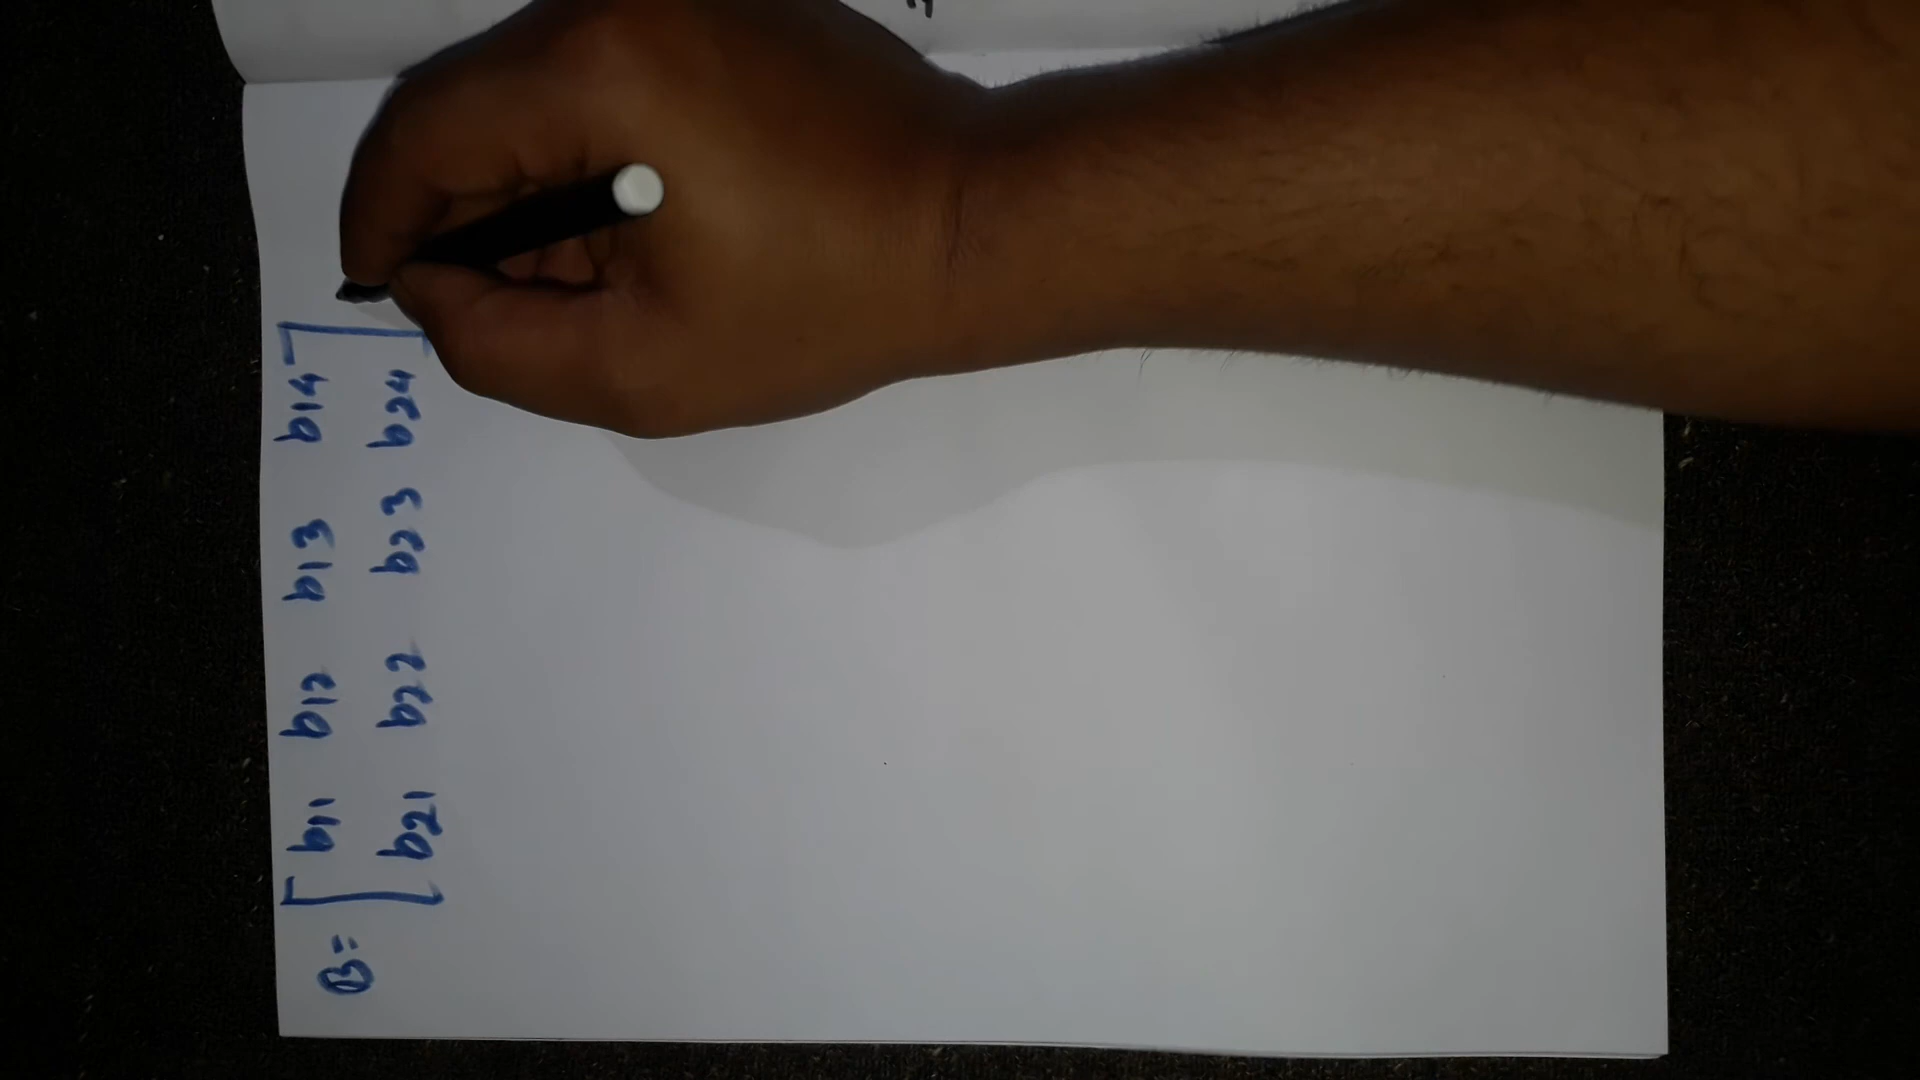 B = [ b11 b12 b13 b14 ]
[ b21 b22 b23 b24 ]